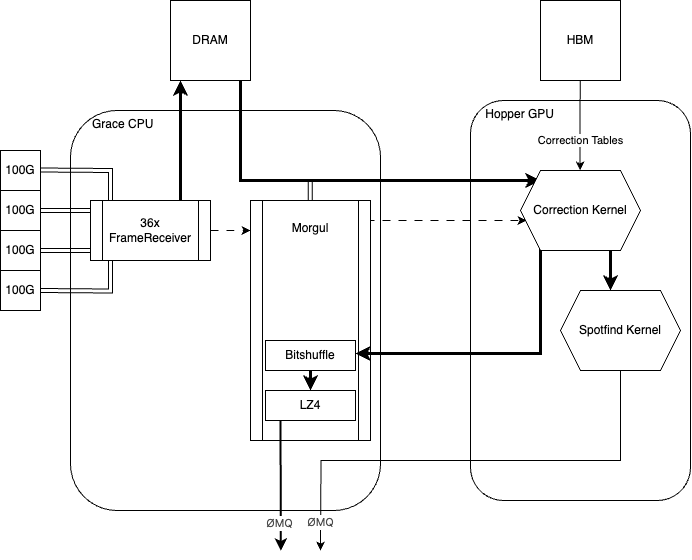 DRAM
HBM
Grace CPU
Hopper GPU
Correction Tables
100G
100G
100G
100G
36x
FrameReceiver
Morgul
Correction Kernel
Spotfind Kernel
Bitshuffle
LZ4
ØMQ
ØMQ